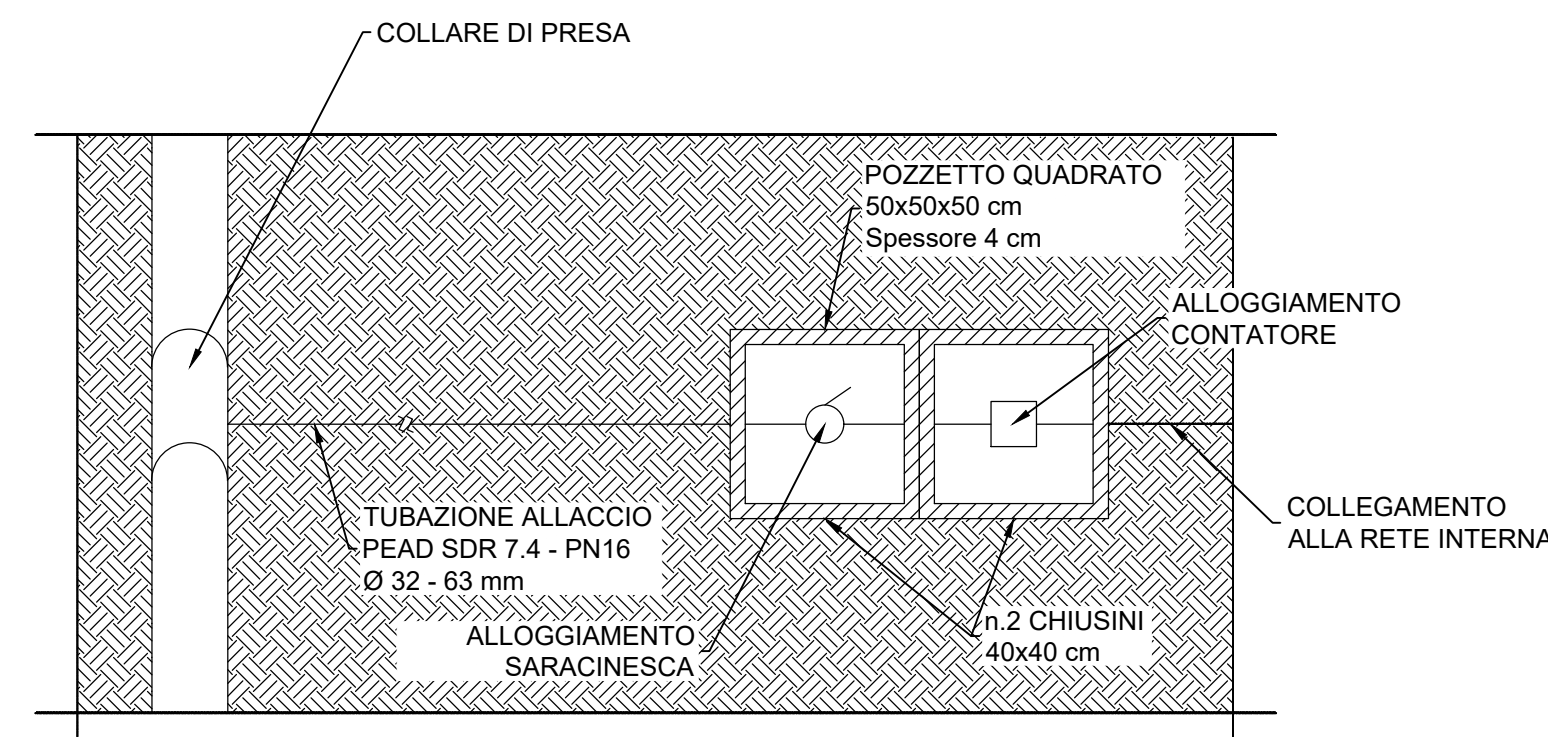 COLLARE DI PRESA
POZZETTO QUADRATO
50x50x50 cm
Spessore 4 cm
ALLOGGIAMENTO
CONTATORE
TUBAZIONE ALLACCIO
PEAD SDR 7.4 - PN16
Ø 32 - 63 mm
COLLEGAMENTO
ALLA RETE INTERNA
ALLOGGIAMENTO
SARACINESCA
n.2 CHIUSINI
40x40 cm